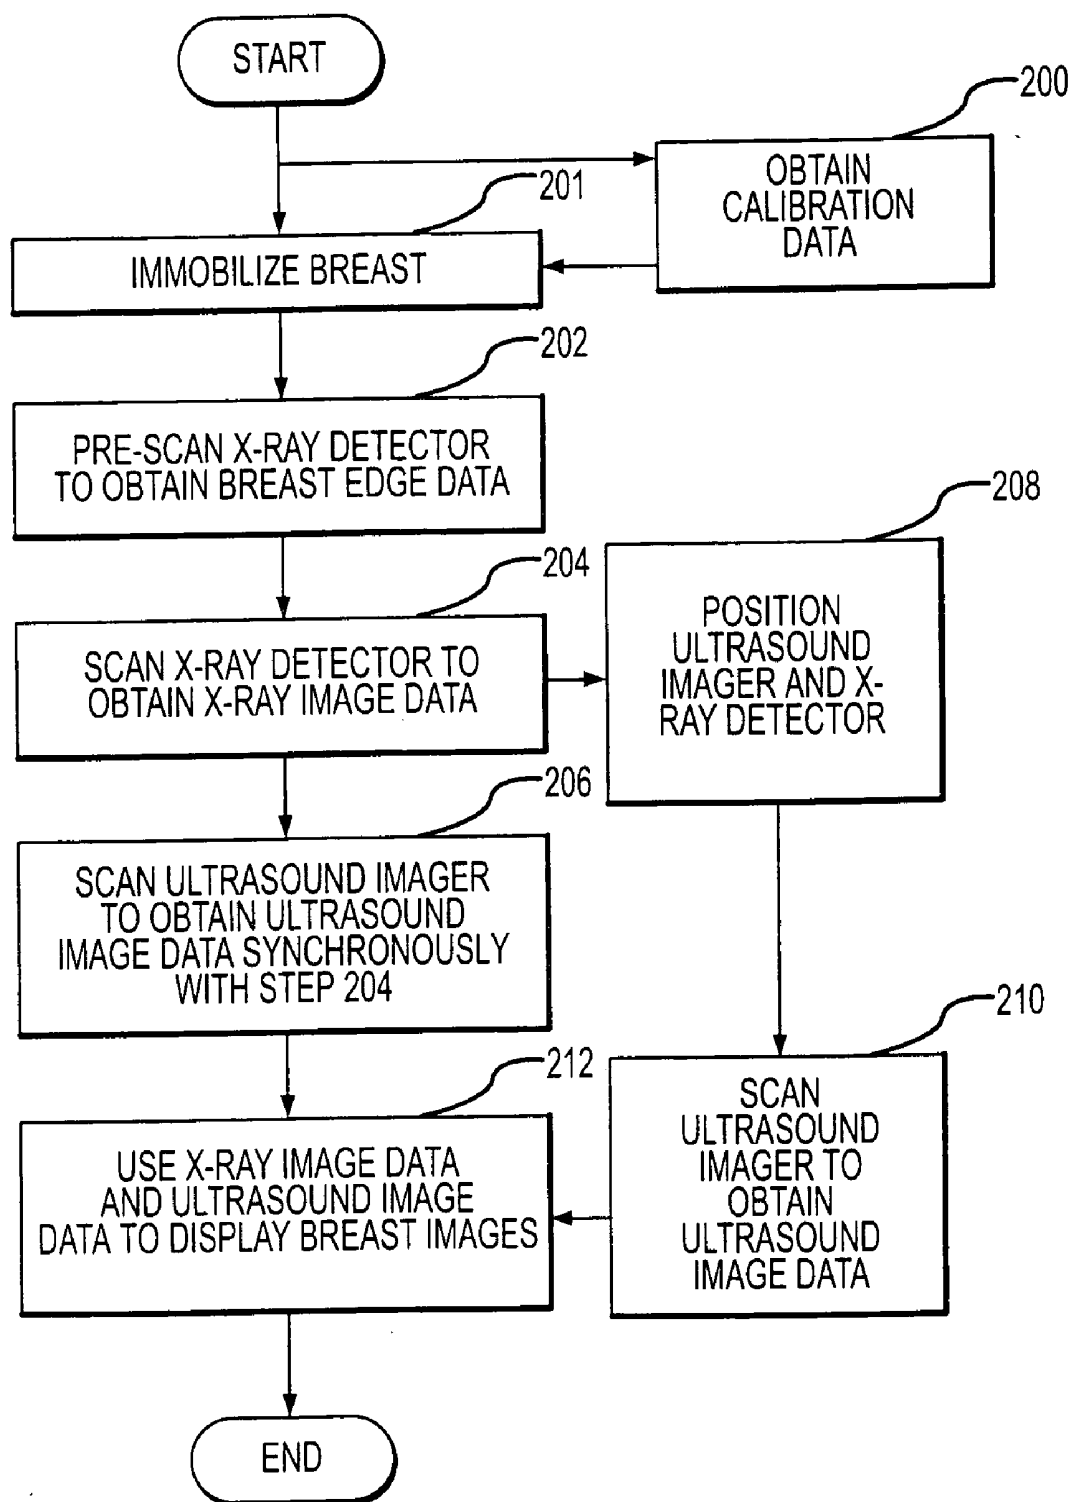 START
200
OBTAIN
CALIBRATION
DATA
201
IMMOBILIZE BREAST
202
PRE-SCAN X-RAY DETECTOR
TO OBTAIN BREAST EDGE DATA
204
SCAN X-RAY DETECTOR TO
OBTAIN X-RAY IMAGE DATA
208
POSITION
ULTRASOUND
IMAGER AND X-
RAY DETECTOR
206
SCAN ULTRASOUND IMAGER
TO OBTAIN ULTRASOUND
IMAGE DATA SYNCHRONOUSLY
WITH STEP 204
210
SCAN
ULTRASOUND
IMAGER TO
OBTAIN
ULTRASOUND
IMAGE DATA
212
USE X-RAY IMAGE DATA
AND ULTRASOUND IMAGE
DATA TO DISPLAY BREAST IMAGES
END